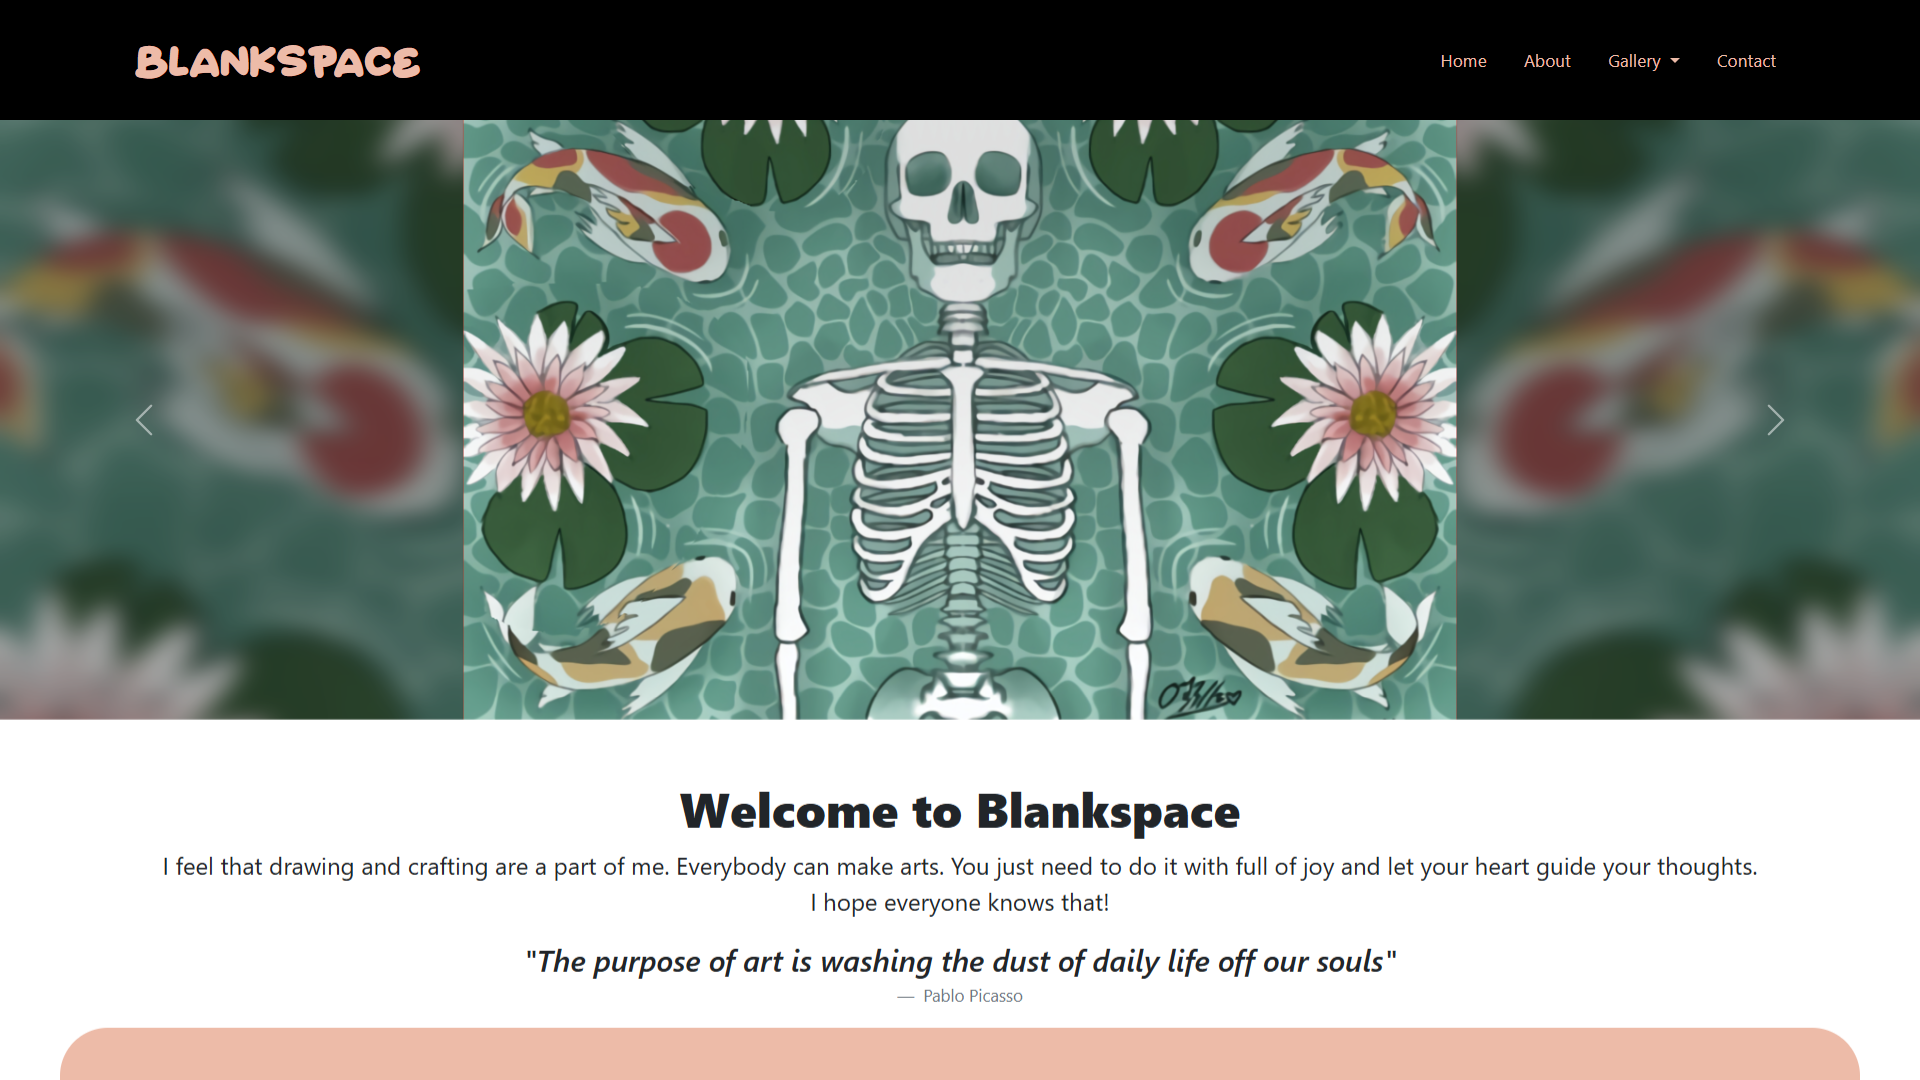 BLANKSPACE
Home About Gallery Contact
Welcome to Blankspace
I feel that drawing and crafting are a part of me. Everybody can make arts. You just need to do it with full of joy and let your heart guide your thoughts.
I hope everyone knows that!
"The purpose of art is washing the dust of daily life off our souls"
— Pablo Picasso